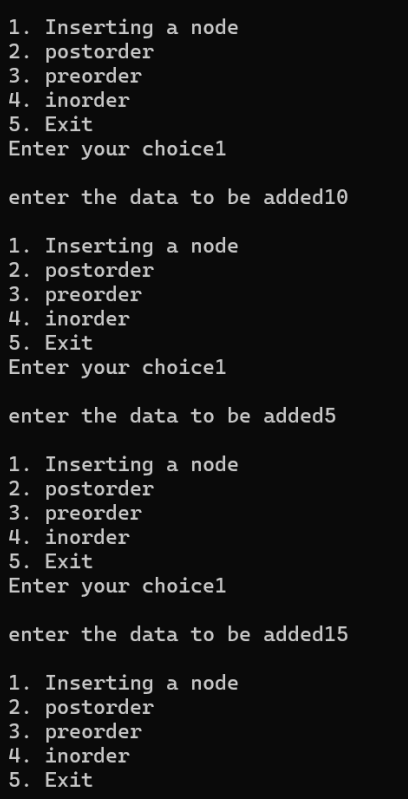 1. Inserting a node
2. postorder
3. preorder
4. inorder
5. Exit
Enter your choice1
enter the data to be added10
1. Inserting a node
2. postorder
3. preorder
4. inorder
5. Exit
Enter your choice1
enter the data to be added5
1. Inserting a node
2. postorder
3. preorder
4. inorder
5. Exit
Enter your choice1
enter the data to be added15
1. Inserting a node
2. postorder
3. preorder
4. inorder
5. Exit